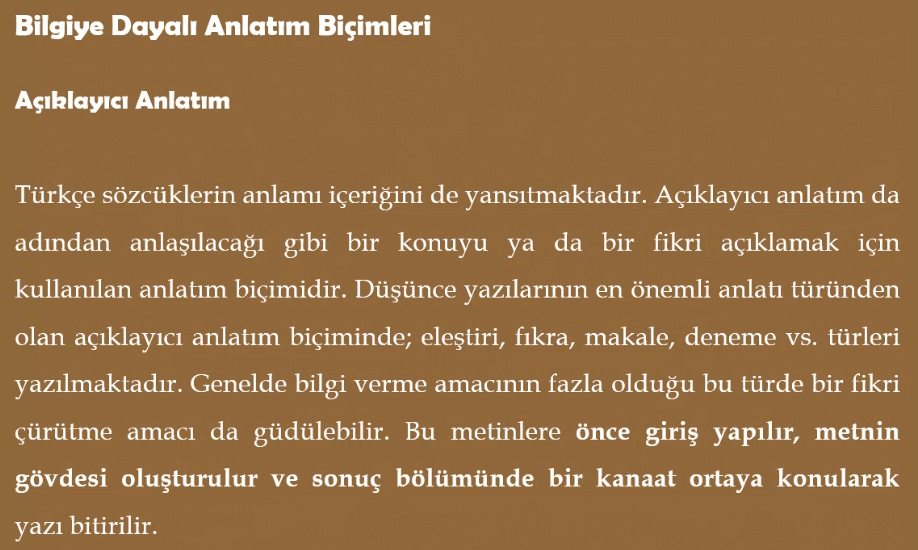 Bilgiye Dayalı Anlatım Biçimleri
Açıklayıcı Anlatım
Türkçe sözcüklerin anlamı içeriğini de yansıtmaktadır. Açıklayıcı anlatım da
adından anlaşılacağı gibi bir konuyu ya da bir fikri açıklamak için
kullanılan anlatım biçimidir. Düşünce yazılarının en önemli anlatı türünden
olan açıklayıcı anlatım biçiminde; eleştiri, fıkra, makale, deneme vs. türleri
yazılmaktadır. Genelde bilgi verme amacının fazla olduğu bu türde bir fikri
çürütme amacı da güdülebilir. Bu metinlere önce giriş yapılır, metnin
gövdesi oluşturulur ve sonuç bölümünde bir kanaat ortaya konularak
yazı bitirilir.